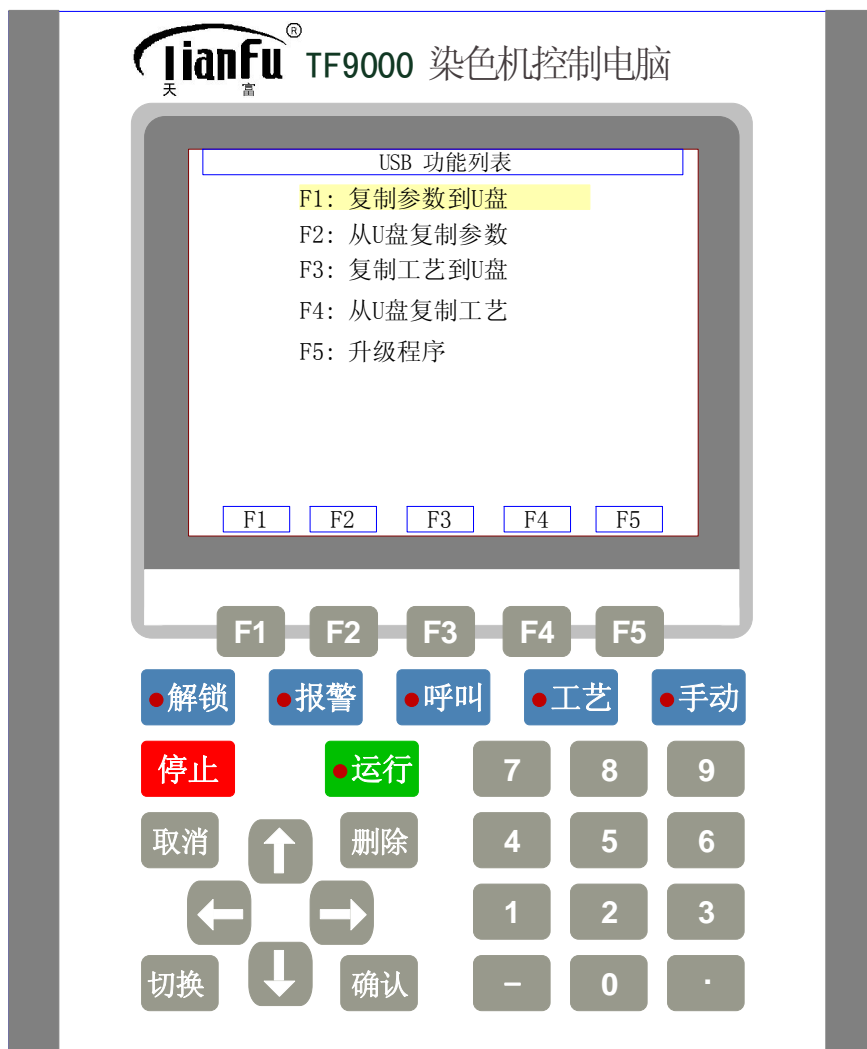 TianFu®
天富
TF9000 染色机控制电脑
USB 功能列表
F1: 复制参数到U盘
F2: 从U盘复制参数
F3: 复制工艺到U盘
F4: 从U盘复制工艺
F5: 升级程序
F1 F2 F3 F4 F5
F1 F2 F3 F4 F5
解锁 报警 呼叫 工艺 手动
停止 运行 7 8 9
取消 删除 4 5 6
1 2 3
切换 确认 - 0 .